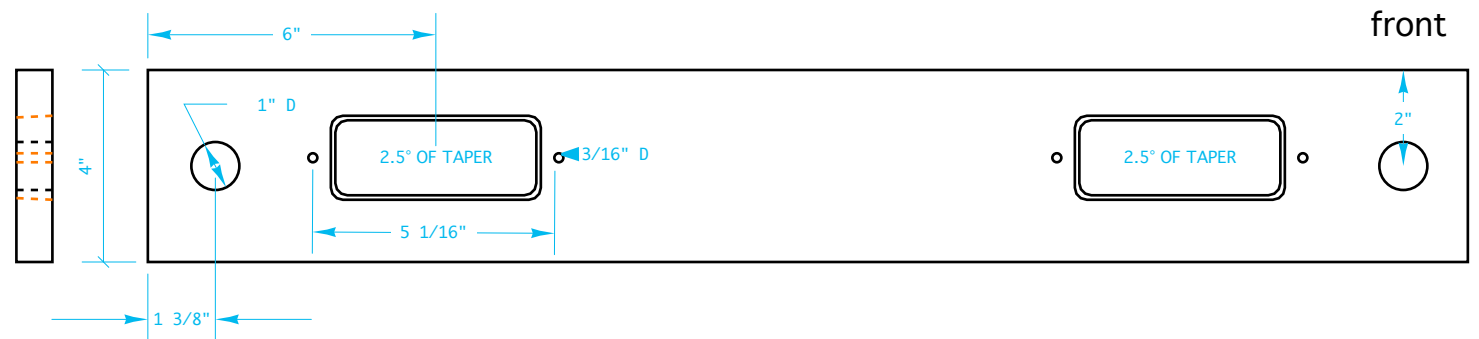 front
6"
1" D
2"
4"
2.5° OF TAPER
3/16" D
2.5° OF TAPER
5 1/16"
1 3/8"